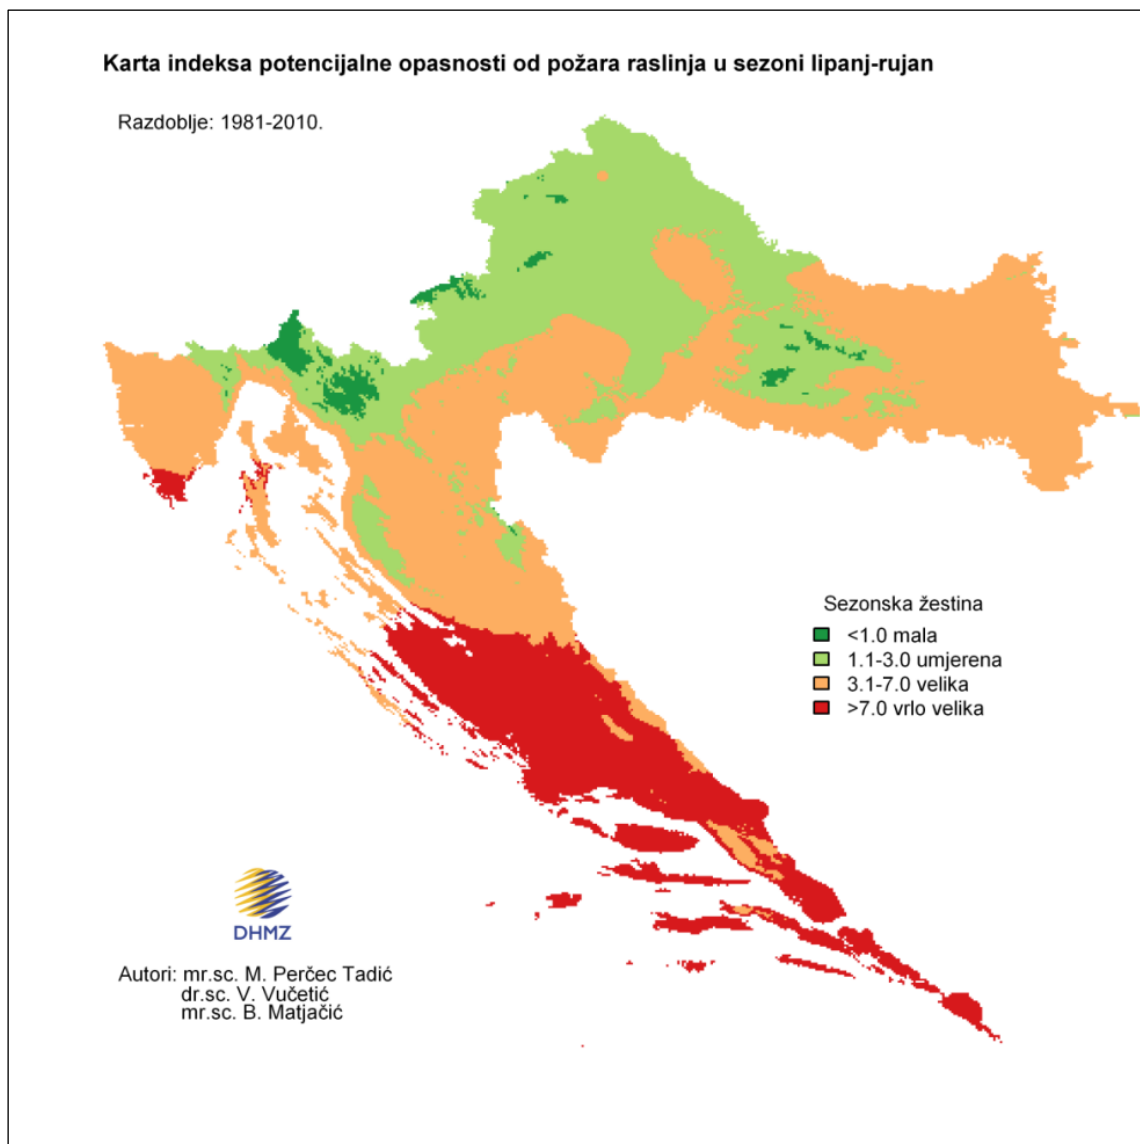 Karta indeksa potencijalne opasnosti od požara raslinja u sezoni lipanj-rujan
Razdoblje: 1981-2010.
Sezonska žestina
<1.0 mala
1.1-3.0 umjerena
3.1-7.0 velika
>7.0 vrlo velika
DHMZ
Autori: mr.sc. M. Perčec Tadić
dr.sc. V. Vučetić
mr.sc. B. Matjačić